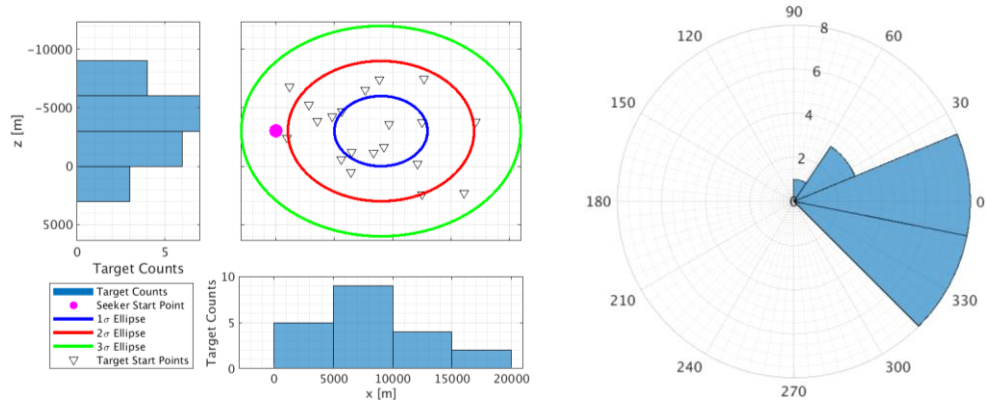 z [m]
-10000
-5000
0
5000
0 5
Target Counts
Target Counts
Seeker Start Point
1σ Ellipse
2σ Ellipse
3σ Ellipse
Target Start Points
Target Counts
10
5
0
0 5000 10000 15000 20000
x [m]
90
120 60
150 30
180 0
210 330
240 300
270
8
6
4
2
0